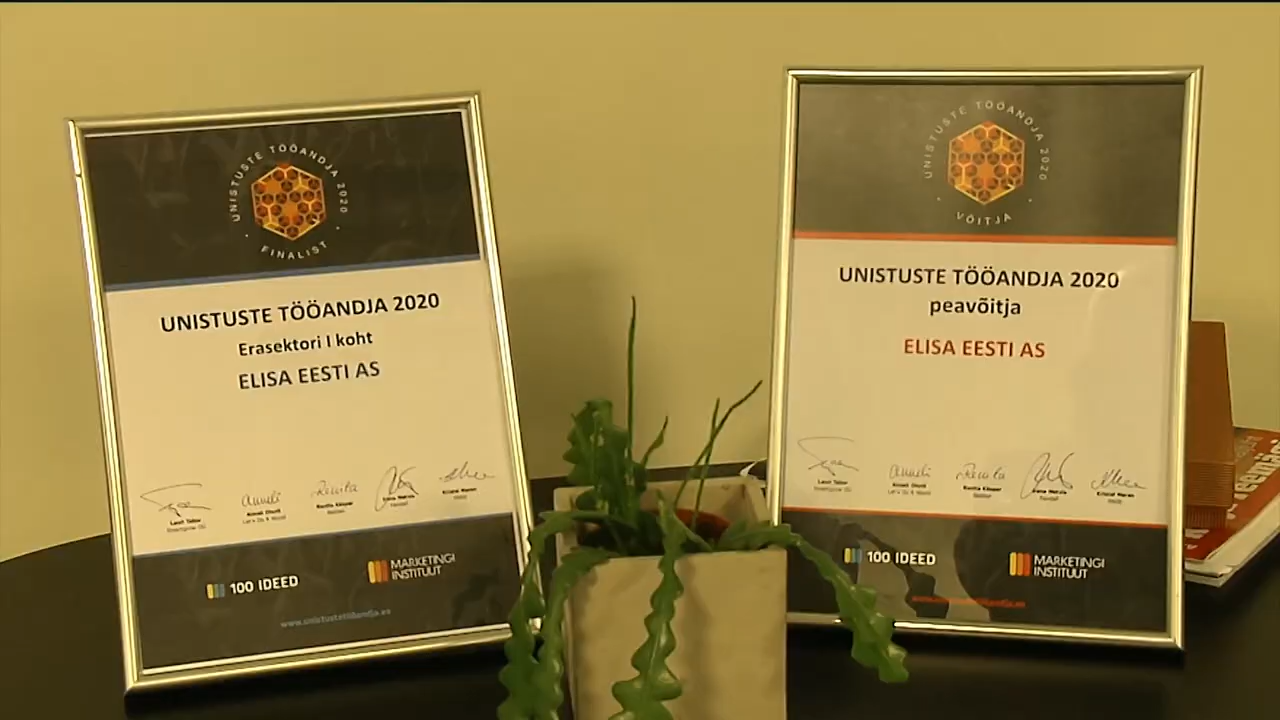 UNISTUSTE TÖÖANDJA 2020
FINALIST
UNISTUSTE TÖÖANDJA 2020
Erasektori I koht
ELISA EESTI AS
100 IDEED
MARKETINGI
INSTITUUT
www.unistustetööandja.ee
UNISTUSTE TÖÖANDJA 2020
VÕITJA
UNISTUSTE TÖÖANDJA 2020
peavõitja
ELISA EESTI AS
100 IDEED
MARKETINGI
INSTITUUT